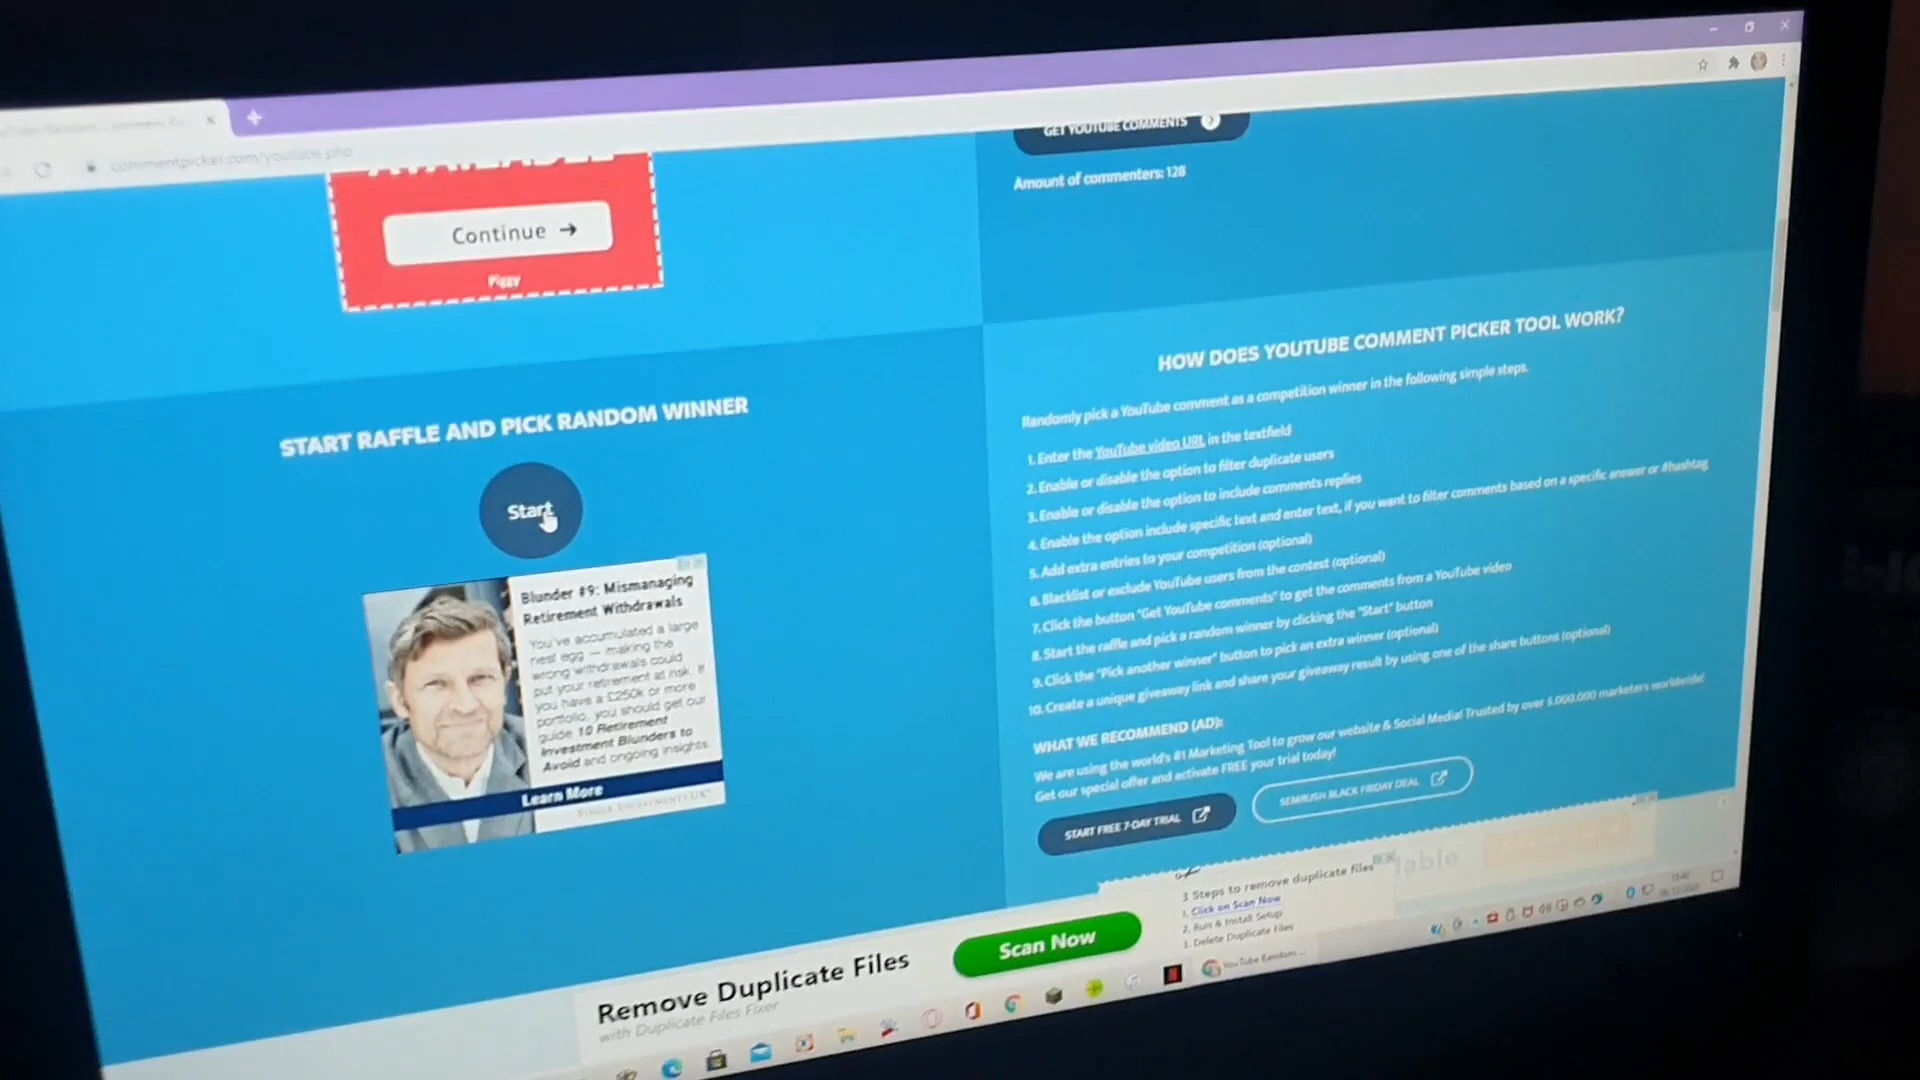 commentpicker.com/youtube.php
Continue →
Piggy
START RAFFLE AND PICK RANDOM WINNER
Start
Blunder #9: Mismanaging
Retirement Withdrawals
You've accumulated a large
nest egg — making the
wrong withdrawals could
put your retirement at risk. If
you have a £250k or more
portfolio, you should get our
guide 10 Retirement
Investment Blunders to
Avoid and ongoing insights.
Learn More
GET YOUTUBE COMMENTS
Amount of commenters: 128
HOW DOES YOUTUBE COMMENT PICKER TOOL WORK?
Randomly pick a YouTube comment as a competition winner in the following simple steps.
1. Enter the YouTube video URL in the textfield
2. Enable or disable the option to filter duplicate users
3. Enable or disable the option to include comments replies
4. Enable the option include specific text and enter text, if you want to filter comments based on a specific answer or #hashtag
5. Add extra entries to your competition (optional)
6. Blacklist or exclude YouTube users from the contest (optional)
7. Click the button "Get YouTube comments" to get the comments from a YouTube video
8. Start the raffle and pick a random winner by clicking the "Start" button
9. Click the "Pick another winner" button to pick an extra winner (optional)
10. Create a unique giveaway link and share your giveaway result by using one of the share buttons (optional)
WHAT WE RECOMMEND (AD):
We are using the world's #1 Marketing Tool to grow our website & Social Media! Trusted by over 5.000.000 marketers worldwide!
Get our special offer and activate FREE your trial today!
START FREE 7-DAY TRIAL
SEMRUSH BLACK FRIDAY DEAL
Remove Duplicate Files
with Duplicate Files Fixer
Scan Now
3 Steps to remove duplicate files
1. Click on Scan Now
2. Run & Install Setup
3. Delete Duplicate Files
YouTube Random ...